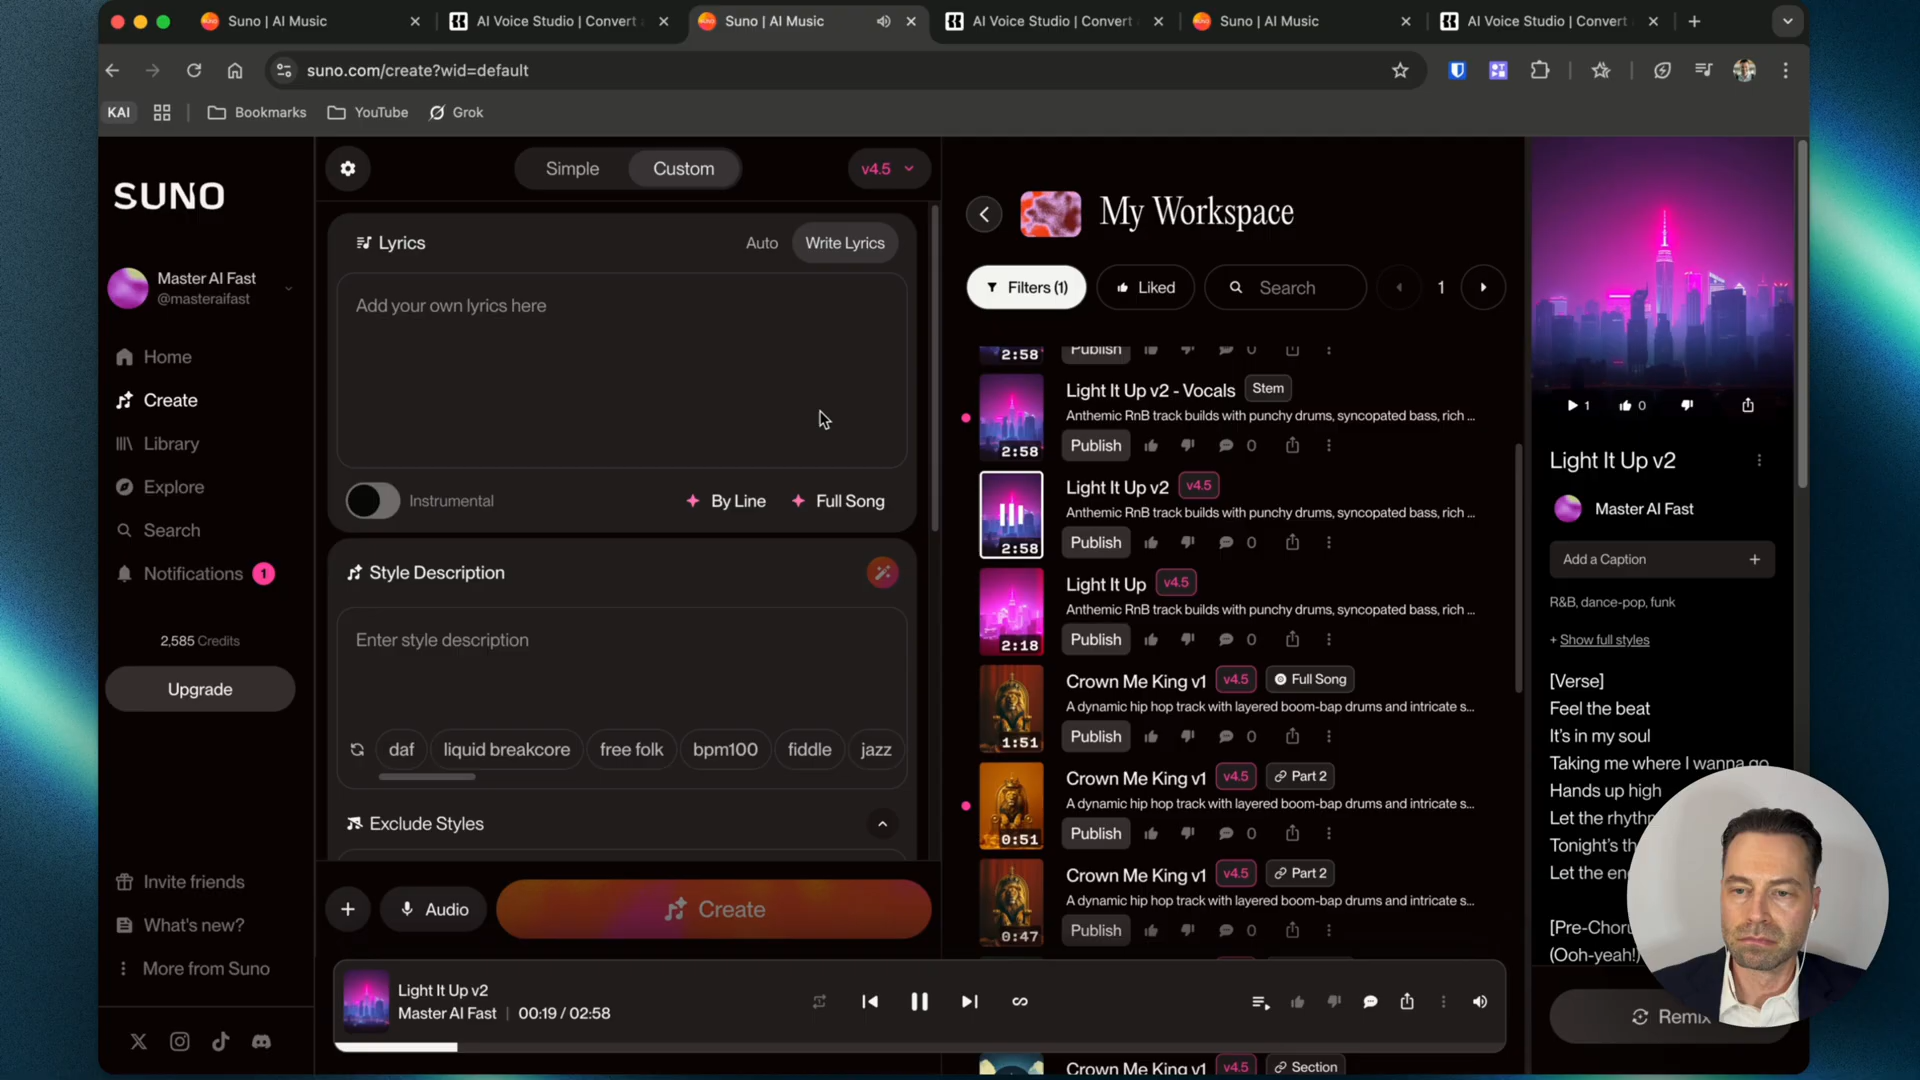 Suno | AI Music
AI Voice Studio | Convert
Suno | AI Music
AI Voice Studio | Convert
Suno | AI Music
AI Voice Studio | Convert
suno.com/create?wid=default
KAI
Bookmarks
YouTube
Grok
SUNO
Master AI Fast
@masteraifast
Home
Create
Library
Explore
Search
Notifications
1
2,585 Credits
Upgrade
Invite friends
What's new?
More from Suno
Simple
Custom
v4.5
Lyrics
Auto
Write Lyrics
Add your own lyrics here
Instrumental
By Line
Full Song
Style Description
Enter style description
daf
liquid breakcore
free folk
bpm100
fiddle
jazz
Exclude Styles
Audio
Create
My Workspace
Filters (1)
Liked
Search
1
2:58
Publish
0
Light It Up v2 - Vocals
Stem
Anthemic RnB track builds with punchy drums, syncopated bass, rich ...
2:58
Publish
0
Light It Up v2
v4.5
Anthemic RnB track builds with punchy drums, syncopated bass, rich ...
2:58
Publish
0
Light It Up
v4.5
Anthemic RnB track builds with punchy drums, syncopated bass, rich ...
2:18
Publish
0
Crown Me King v1
v4.5
Full Song
A dynamic hip hop track with layered boom-bap drums and intricate s...
1:51
Publish
0
Crown Me King v1
v4.5
Part 2
A dynamic hip hop track with layered boom-bap drums and intricate s...
0:51
Publish
0
Crown Me King v1
v4.5
Part 2
A dynamic hip hop track with layered boom-bap drums and intricate s...
0:47
Publish
0
Crown Me King v1
v4.5
Section
Light It Up v2
Master AI Fast
00:19 / 02:58
1
0
Light It Up v2
Master AI Fast
Add a Caption
R&B, dance-pop, funk
+ Show full styles
[Verse]
Feel the beat
It's in my soul
Taking me where I wanna go
Hands up high
Let the
Tonight's
Let the
(Ooh-yeah!)
Remix